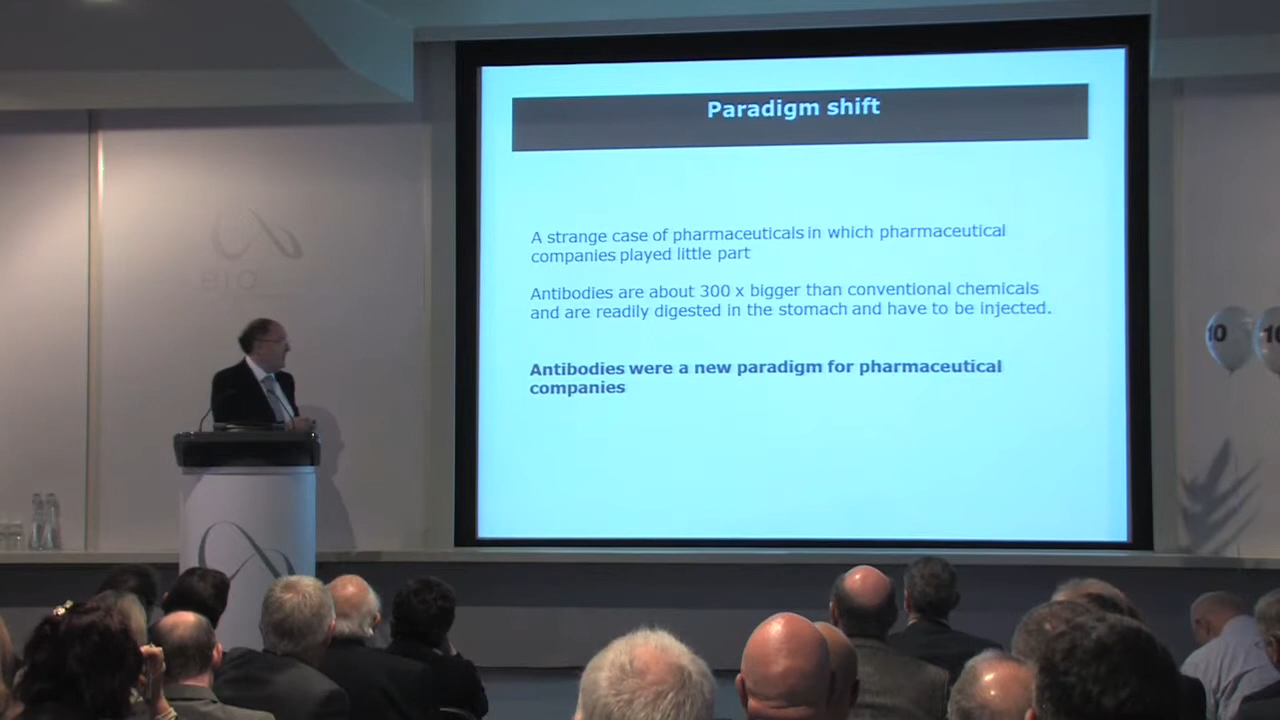 Paradigm shift
A strange case of pharmaceuticals in which pharmaceutical
companies played little part
Antibodies are about 300 x bigger than conventional chemicals
and are readily digested in the stomach and have to be injected.
Antibodies were a new paradigm for pharmaceutical
companies
BIO
10
10